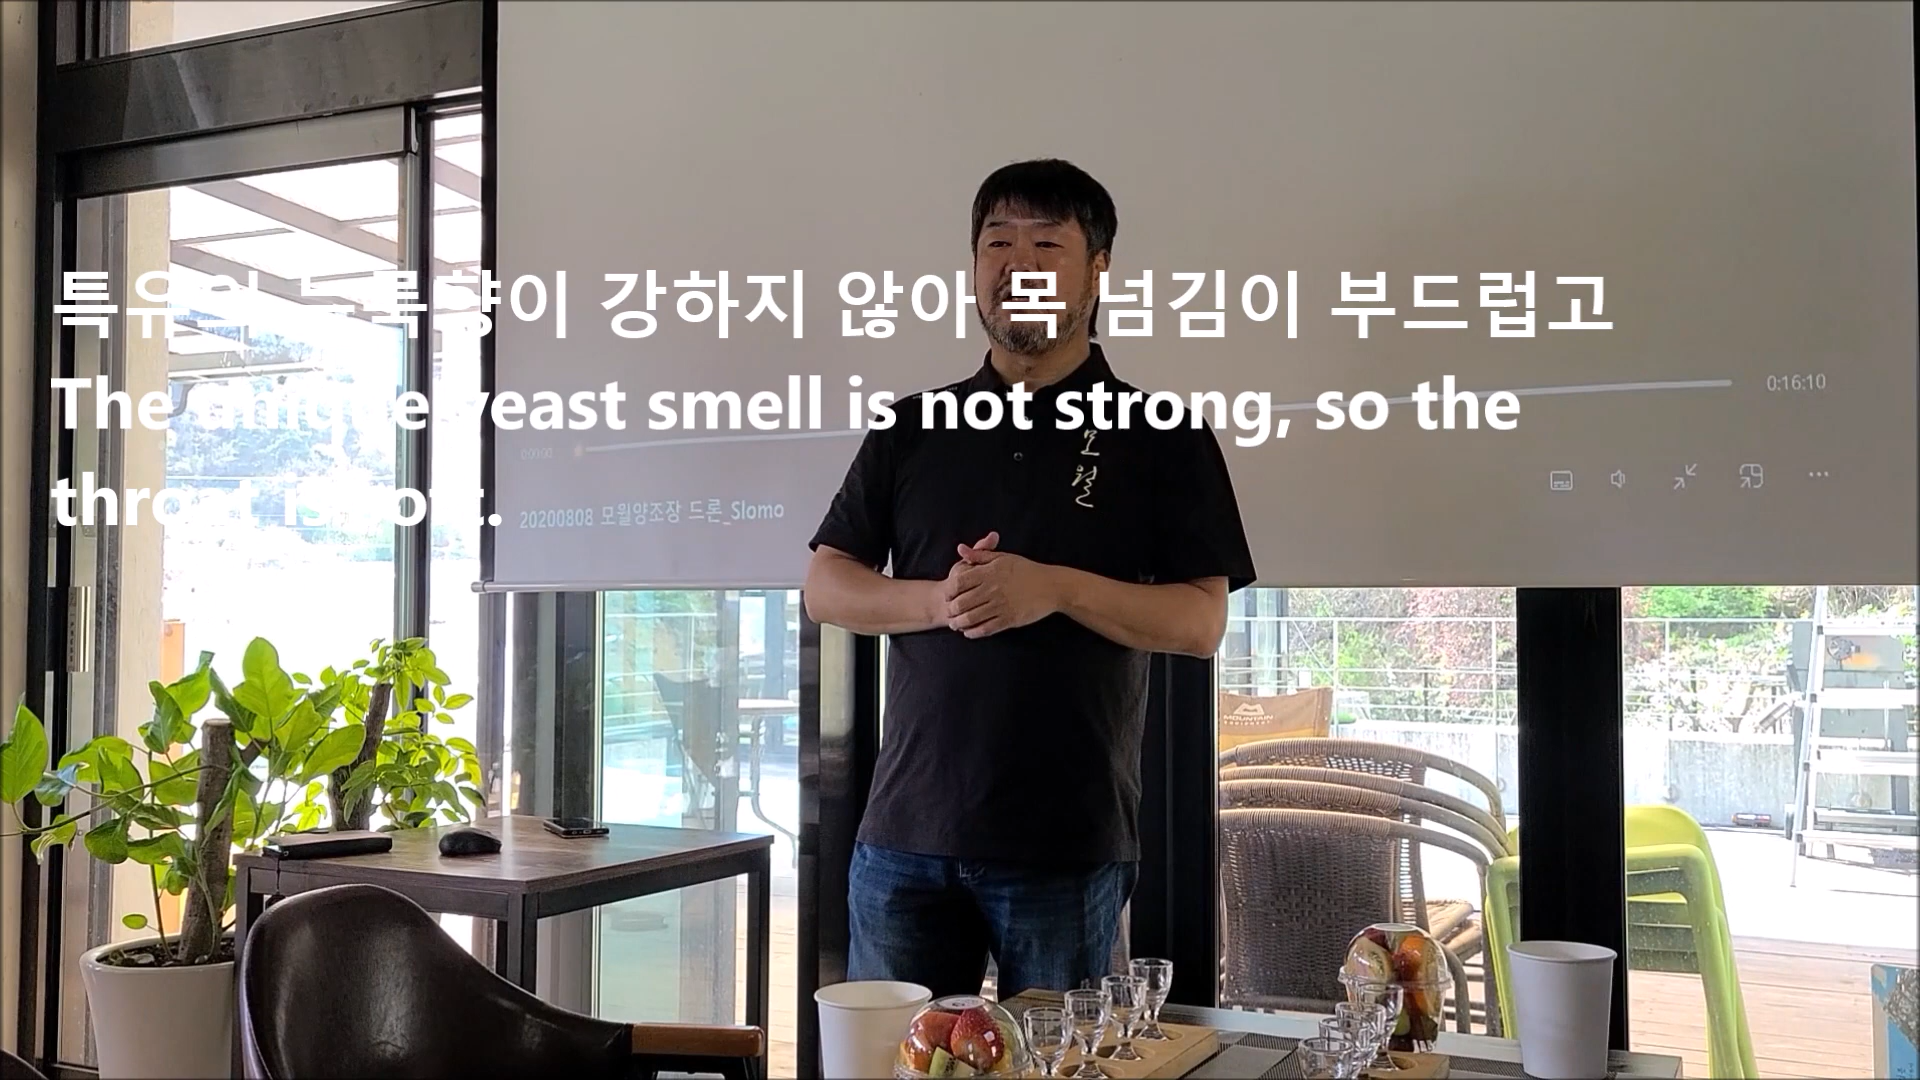 특유의 누룩향이 강하지 않아 목 넘김이 부드럽고
The unique yeast smell is not strong, so the
throat is soft.
0:16:10
0:00:00
20200808 모월양조장 드론_Slomo
모월
MOUNTAIN
EQUIPMENT